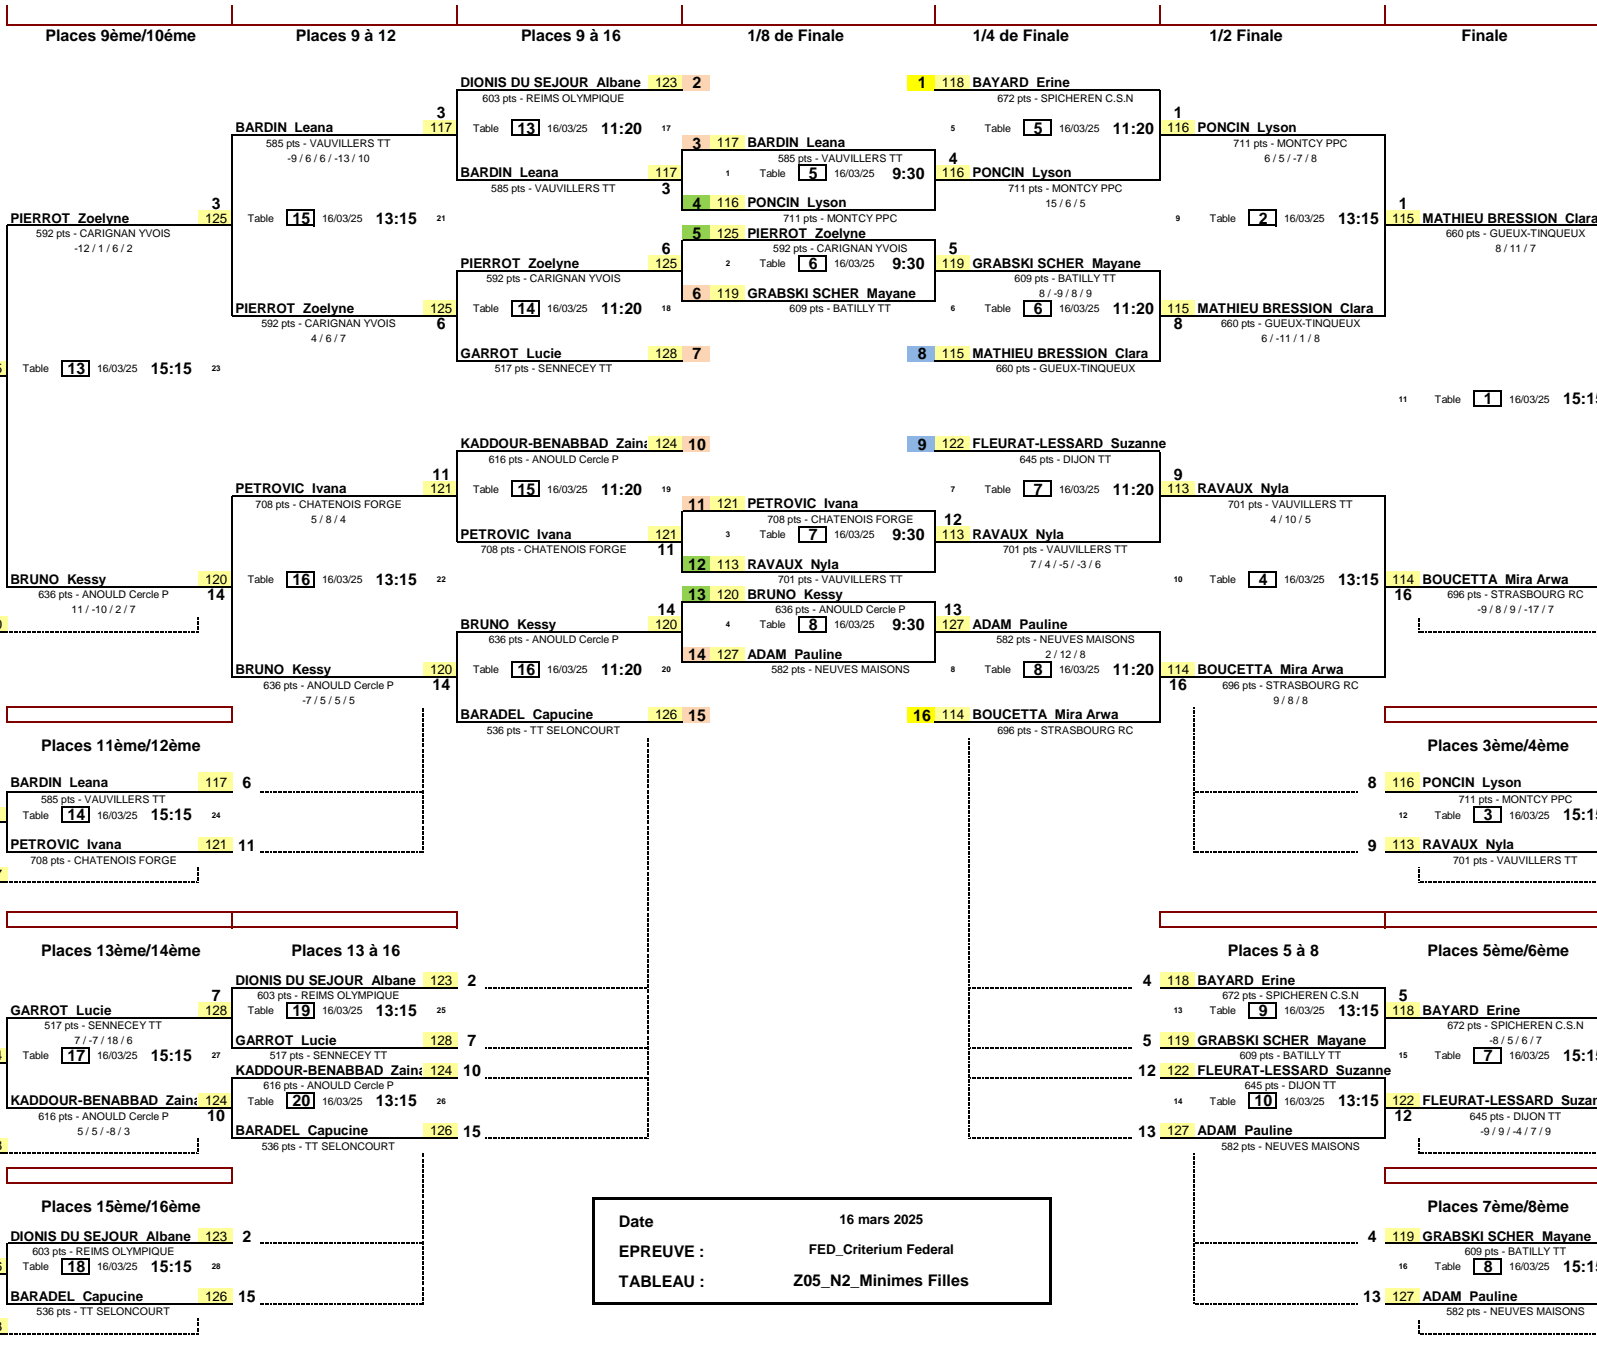 Places 9ème/10éme
Places 9 à 12
Places 9 à 16
1/8 de Finale
1/4 de Finale
1/2 Finale
Finale
DIONIS DU SEJOUR Albane 123 2
603 pts - REIMS OLYMPIQUE
Table 13 16/03/25 11:20 17
BARDIN Leana 117
585 pts - VAUVILLERS TT 3
6
PIERROT Zoelyne 125
592 pts - CARIGNAN YVOIS
Table 14 16/03/25 11:20 18
GARROT Lucie 128 7
517 pts - SENNECEY TT
KADDOUR-BENABBAD Zaina 124 10
616 pts - ANOULD Cercle P
Table 15 16/03/25 11:20 19
PETROVIC Ivana 121
708 pts - CHATENOIS FORGE 11
14
BRUNO Kessy 120
636 pts - ANOULD Cercle P
Table 16 16/03/25 11:20 20
BARADEL Capucine 126 15
536 pts - TT SELONCOURT
3
BARDIN Leana 117
585 pts - VAUVILLERS TT
-9 / 6 / 6 / -13 / 10
Table 15 16/03/25 13:15 21
PIERROT Zoelyne 125
592 pts - CARIGNAN YVOIS 6
4 / 6 / 7
11
PETROVIC Ivana 121
708 pts - CHATENOIS FORGE
5 / 8 / 4
Table 16 16/03/25 13:15 22
BRUNO Kessy 120
636 pts - ANOULD Cercle P 14
-7 / 5 / 5 / 5
3
PIERROT Zoelyne 125
592 pts - CARIGNAN YVOIS
-12 / 1 / 6 / 2
Table 13 16/03/25 15:15 23
BRUNO Kessy 120
636 pts - ANOULD Cercle P 14
11 / -10 / 2 / 7
3 117 BARDIN Leana
585 pts - VAUVILLERS TT
1 Table 5 16/03/25 9:30
4 116 PONCIN Lyson
711 pts - MONTCY PPC
5 125 PIERROT Zoelyne
592 pts - CARIGNAN YVOIS
2 Table 6 16/03/25 9:30
6 119 GRABSKI SCHER Mayane
609 pts - BATILLY TT
11 121 PETROVIC Ivana
708 pts - CHATENOIS FORGE
3 Table 7 16/03/25 9:30
12 113 RAVAUX Nyla
701 pts - VAUVILLERS TT
13 120 BRUNO Kessy
636 pts - ANOULD Cercle P
4 Table 8 16/03/25 9:30
14 127 ADAM Pauline
582 pts - NEUVES MAISONS
1 118 BAYARD Erine
672 pts - SPICHEREN C.S.N
5 Table 5 16/03/25 11:20
4
116 PONCIN Lyson
711 pts - MONTCY PPC
15 / 6 / 5
5
119 GRABSKI SCHER Mayane
609 pts - BATILLY TT
8 / -9 / 8 / 9
6 Table 6 16/03/25 11:20
8 115 MATHIEU BRESSION Clara
660 pts - GUEUX-TINQUEUX
9 122 FLEURAT-LESSARD Suzanne
645 pts - DIJON TT
7 Table 7 16/03/25 11:20
12
113 RAVAUX Nyla
701 pts - VAUVILLERS TT
7 / 4 / -5 / -3 / 6
13
127 ADAM Pauline
582 pts - NEUVES MAISONS
2 / 12 / 8
8 Table 8 16/03/25 11:20
16 114 BOUCETTA Mira Arwa
696 pts - STRASBOURG RC
1
116 PONCIN Lyson
711 pts - MONTCY PPC
6 / 5 / -7 / 8
9 Table 2 16/03/25 13:15
115 MATHIEU BRESSION Clara
8 660 pts - GUEUX-TINQUEUX
6 / -11 / 1 / 8
9
113 RAVAUX Nyla
701 pts - VAUVILLERS TT
4 / 10 / 5
10 Table 4 16/03/25 13:15
114 BOUCETTA Mira Arwa
16 696 pts - STRASBOURG RC
9 / 8 / 8
1
115 MATHIEU BRESSION Clara
660 pts - GUEUX-TINQUEUX
8 / 11 / 7
11 Table 1 16/03/25 15:15
114 BOUCETTA Mira Arwa
16 696 pts - STRASBOURG RC
-9 / 8 / 9 / -17 / 7
Places 11ème/12ème
BARDIN Leana 117 6
585 pts - VAUVILLERS TT
Table 14 16/03/25 15:15 24
PETROVIC Ivana 121 11
708 pts - CHATENOIS FORGE
Places 3ème/4ème
8 116 PONCIN Lyson
711 pts - MONTCY PPC
12 Table 3 16/03/25 15:15
9 113 RAVAUX Nyla
701 pts - VAUVILLERS TT
Places 13ème/14ème
Places 13 à 16
DIONIS DU SEJOUR Albane 123 2
603 pts - REIMS OLYMPIQUE
Table 19 16/03/25 13:15 25
GARROT Lucie 128 7
517 pts - SENNECEY TT
KADDOUR-BENABBAD Zaina 124 10
616 pts - ANOULD Cercle P
Table 20 16/03/25 13:15 26
BARADEL Capucine 126 15
536 pts - TT SELONCOURT
7
GARROT Lucie 128
517 pts - SENNECEY TT
7 / -7 / 18 / 6
Table 17 16/03/25 15:15 27
KADDOUR-BENABBAD Zaina 124
616 pts - ANOULD Cercle P 10
5 / 5 / -8 / 3
Places 5 à 8
Places 5ème/6ème
4 118 BAYARD Erine
672 pts - SPICHEREN C.S.N
13 Table 9 16/03/25 13:15
5 119 GRABSKI SCHER Mayane
609 pts - BATILLY TT
12 122 FLEURAT-LESSARD Suzanne
645 pts - DIJON TT
14 Table 10 16/03/25 13:15
13 127 ADAM Pauline
582 pts - NEUVES MAISONS
5
118 BAYARD Erine
672 pts - SPICHEREN C.S.N
-8 / 5 / 6 / 7
15 Table 7 16/03/25 15:15
122 FLEURAT-LESSARD Suzan
12 645 pts - DIJON TT
-9 / 9 / -4 / 7 / 9
Places 15ème/16ème
DIONIS DU SEJOUR Albane 123 2
603 pts - REIMS OLYMPIQUE
Table 18 16/03/25 15:15 28
BARADEL Capucine 126 15
536 pts - TT SELONCOURT
Date 16 mars 2025
EPREUVE : FED_Criterium Federal
TABLEAU : Z05_N2_Minimes Filles
Places 7ème/8ème
4 119 GRABSKI SCHER Mayane
609 pts - BATILLY TT
16 Table 8 16/03/25 15:15
13 127 ADAM Pauline
582 pts - NEUVES MAISONS